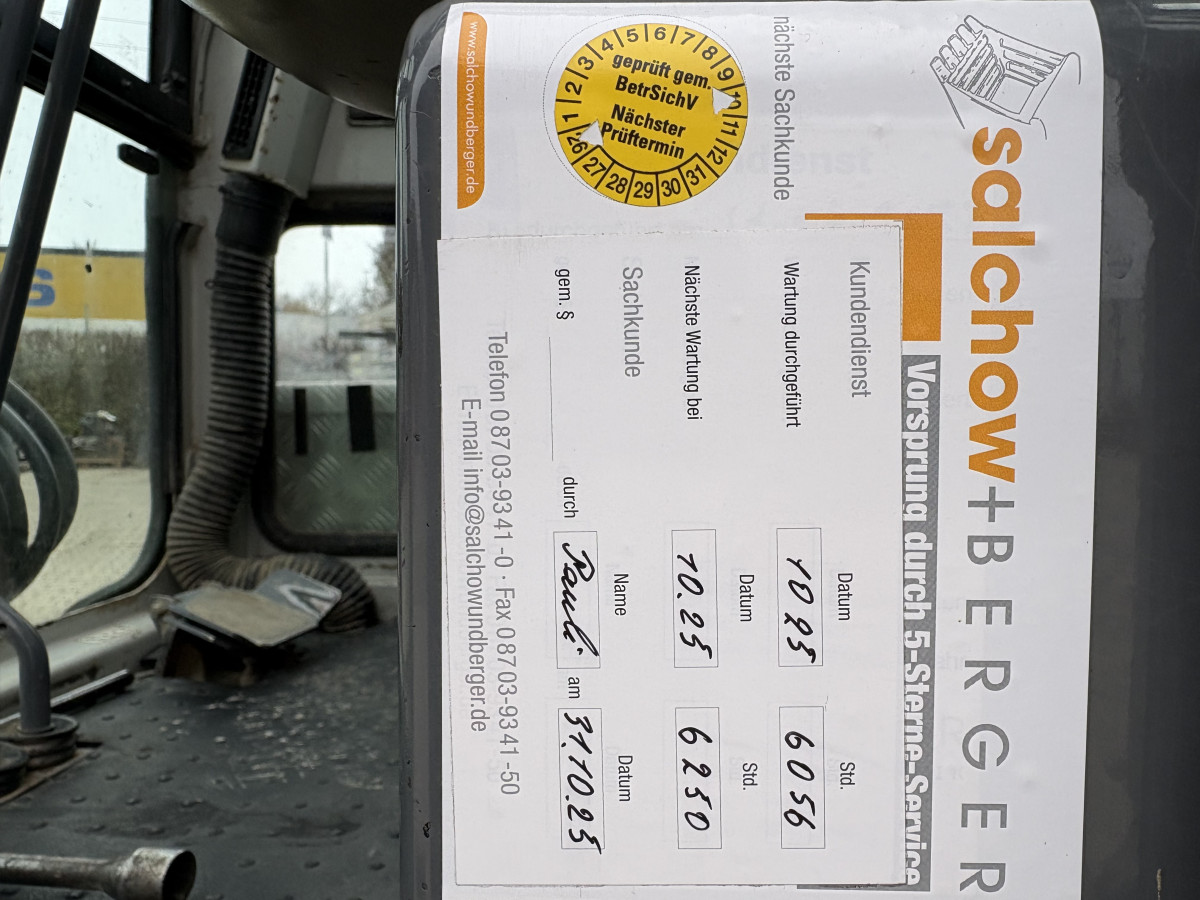 salchow+BERGER
Vorsprung durch 5-Sterne-Service
Kundendienst
Datum Std.
Wartung durchgeführt 10 25 6056
Datum Std.
Nächste Wartung bei 10.25 6250
Sachkunde Name Datum
gem. § durch am 31.10.25
Telefon 08703-9341-0 · Fax 08703-9341-50
E-mail info@salchowundberger.de
nächste Sachkunde
1 2 3 4 5 6 7 8 9 10 11 12
geprüft gem.
BetrSichV
Nächster
Prüftermin
26 27 28 29 30 31
www.salchowundberger.de
S